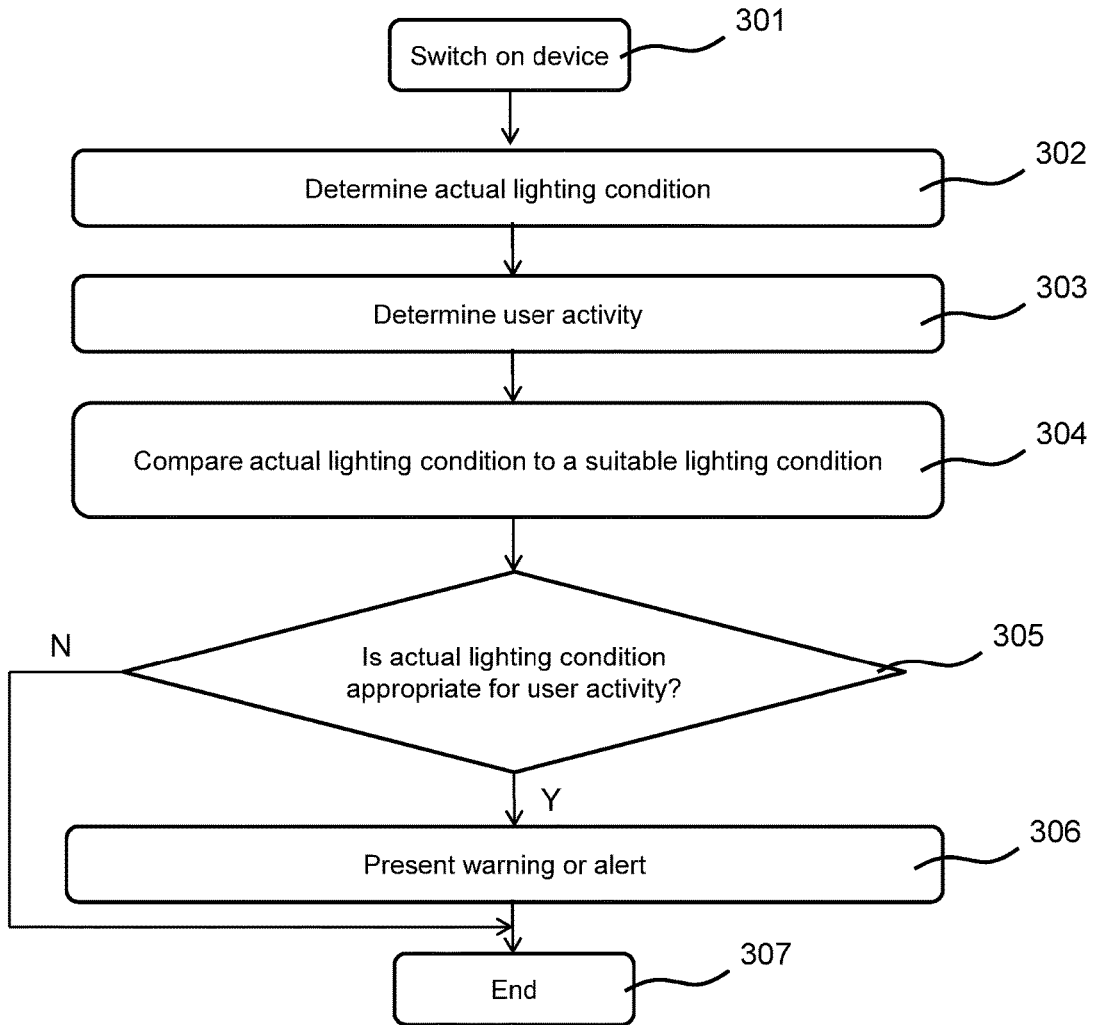 301
Switch on device
302
Determine actual lighting condition
303
Determine user activity
304
Compare actual lighting condition to a suitable lighting condition
305
N
Is actual lighting condition
appropriate for user activity?
Y
306
Present warning or alert
307
End